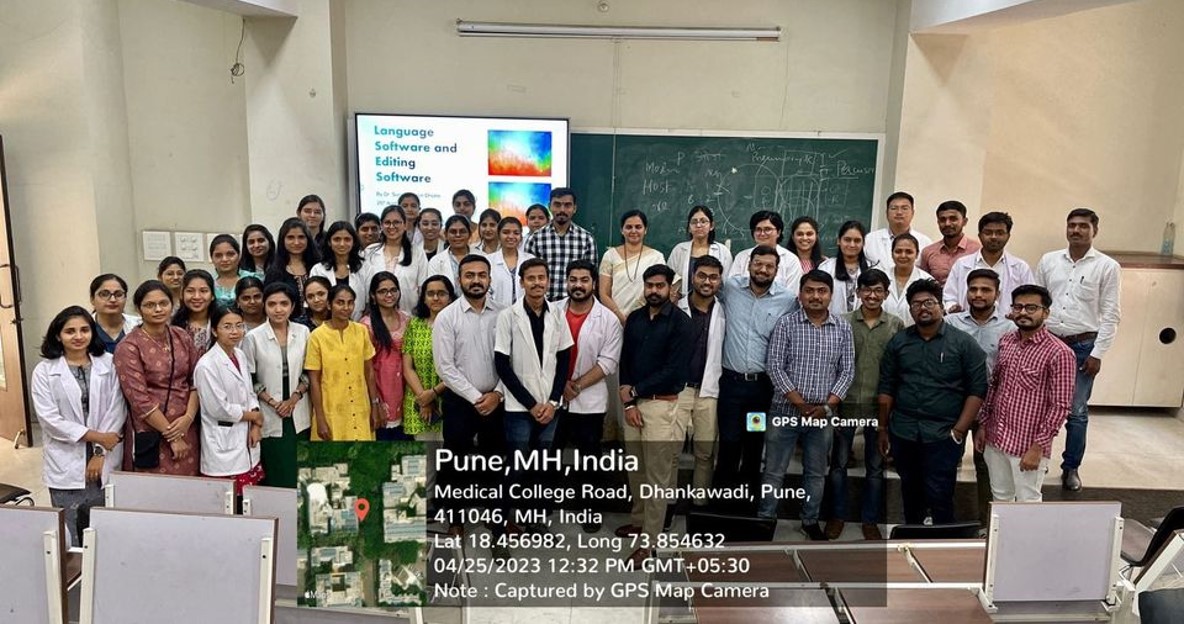 Language
Software and
Editing
Software
By Dr.
GPS Map Camera
Pune,MH,India
Medical College Road, Dhankawadi, Pune,
411046, MH, India
Lat 18.456982, Long 73.854632
04/25/2023 12:32 PM GMT+05:30
Note : Captured by GPS Map Camera